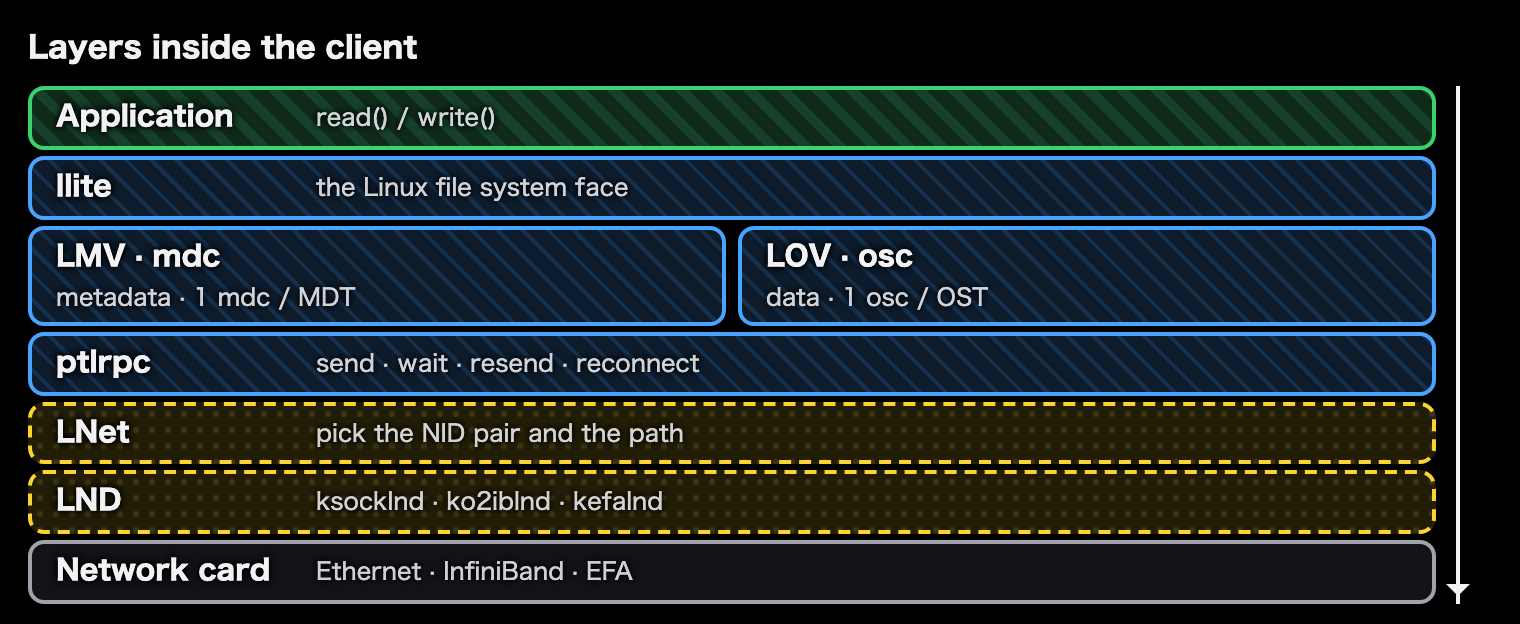 Layers inside the client
Application read() / write()
llite the Linux file system face
LMV · mdc
metadata · 1 mdc / MDT
LOV · osc
data · 1 osc / OST
ptlrpc send · wait · resend · reconnect
LNet pick the NID pair and the path
LND ksocklnd · ko2iblnd · kefalnd
Network card Ethernet · InfiniBand · EFA